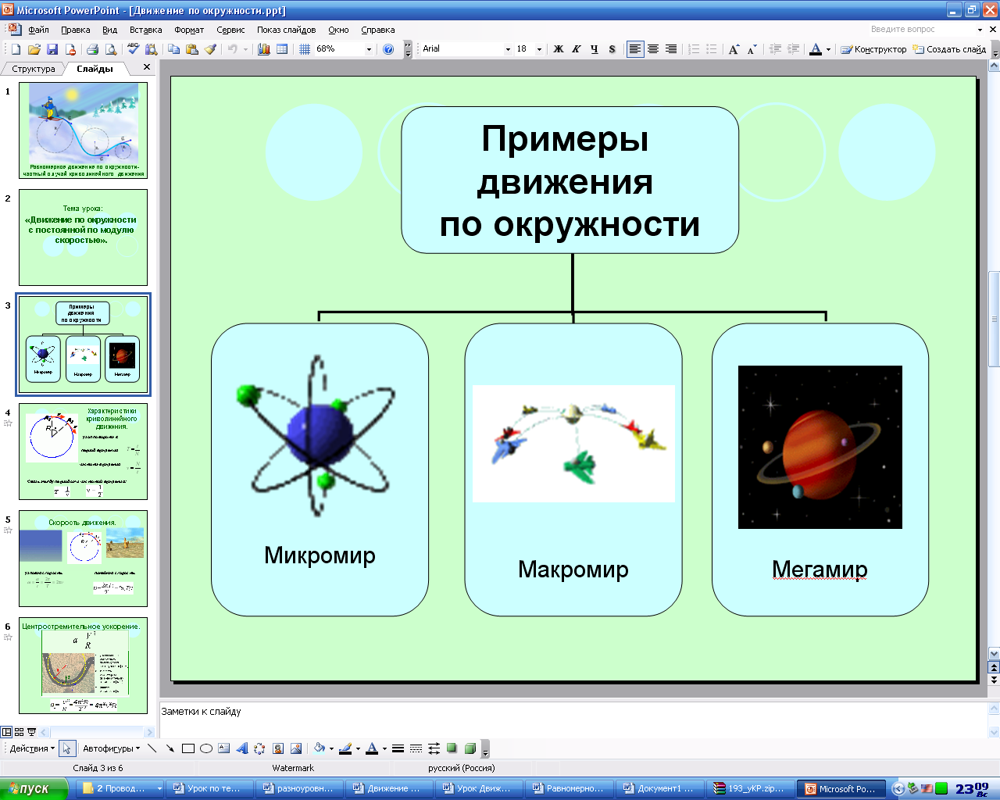 Microsoft PowerPoint - [Движение по окружности.ppt]
Файл Правка Вид Вставка Формат Сервис Показ слайдов Окно Справка
Введите вопрос
68% Arial 18 Ж К Ч S Конструктор Создать слайд
Структура Слайды
1
Равномерное движение по окружности-
частный случай криволинейного движения
2
Тема урока:
«Движение по окружности
с постоянной по модулю
скоростью».
3
Примеры
движения
по окружности
Микромир
Макромир
Мегамир
4
Характеристики
криволинейного
движения.
5
Скорость движения.
6
Центростремительное ускорение.
Примеры
движения
по окружности
Микромир
Макромир
Мегамир
Заметки к слайду
Действия Автофигуры
Слайд 3 из 6 Watermark русский (Россия)
пуск 2 Провод... Урок по те... разноуровн... Движение ... Урок Движ... Равномерно... Документ1 ... 193_yKP.zip... Microsoft Po... 23 09 Вс